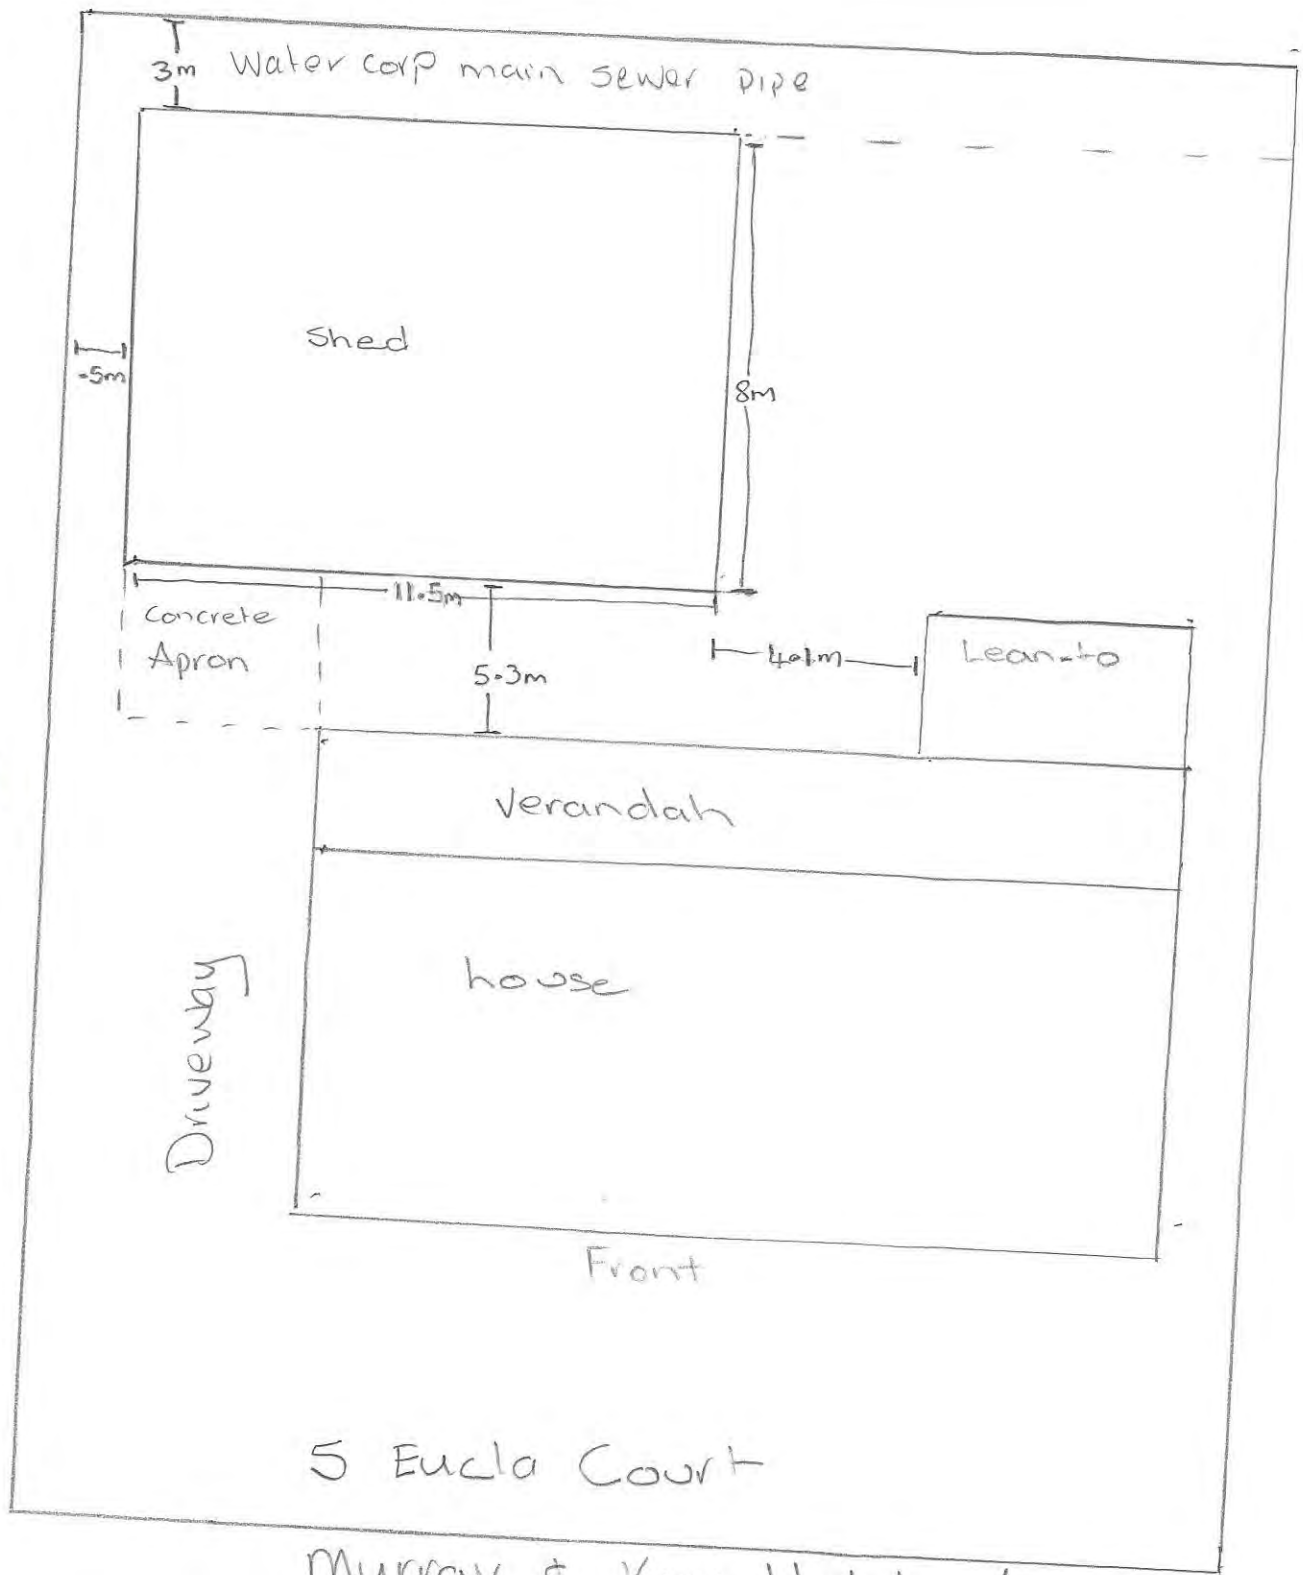 3m Water corp main sewer pipe
Shed
.5m
8m
11.5m
Concrete
Apron
5.3m
4.1m
Lean-to
Verandah
house
Driveway
Front
5 Eucla Court
Murray &